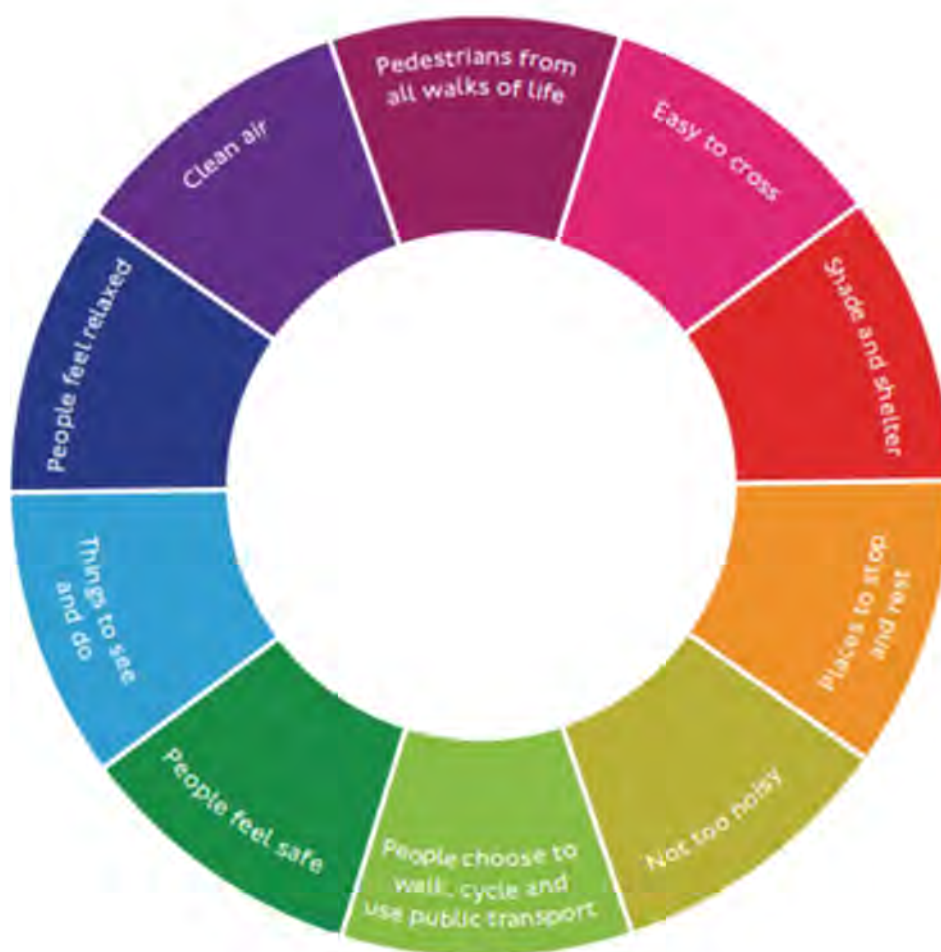 Pedestrians from
all walks of life
Easy to cross
Shade and shelter
Places to stop
and rest
Not too noisy
People choose to
walk, cycle and
use public transport
People feel safe
Things to see
and do
People feel relaxed
Clean air